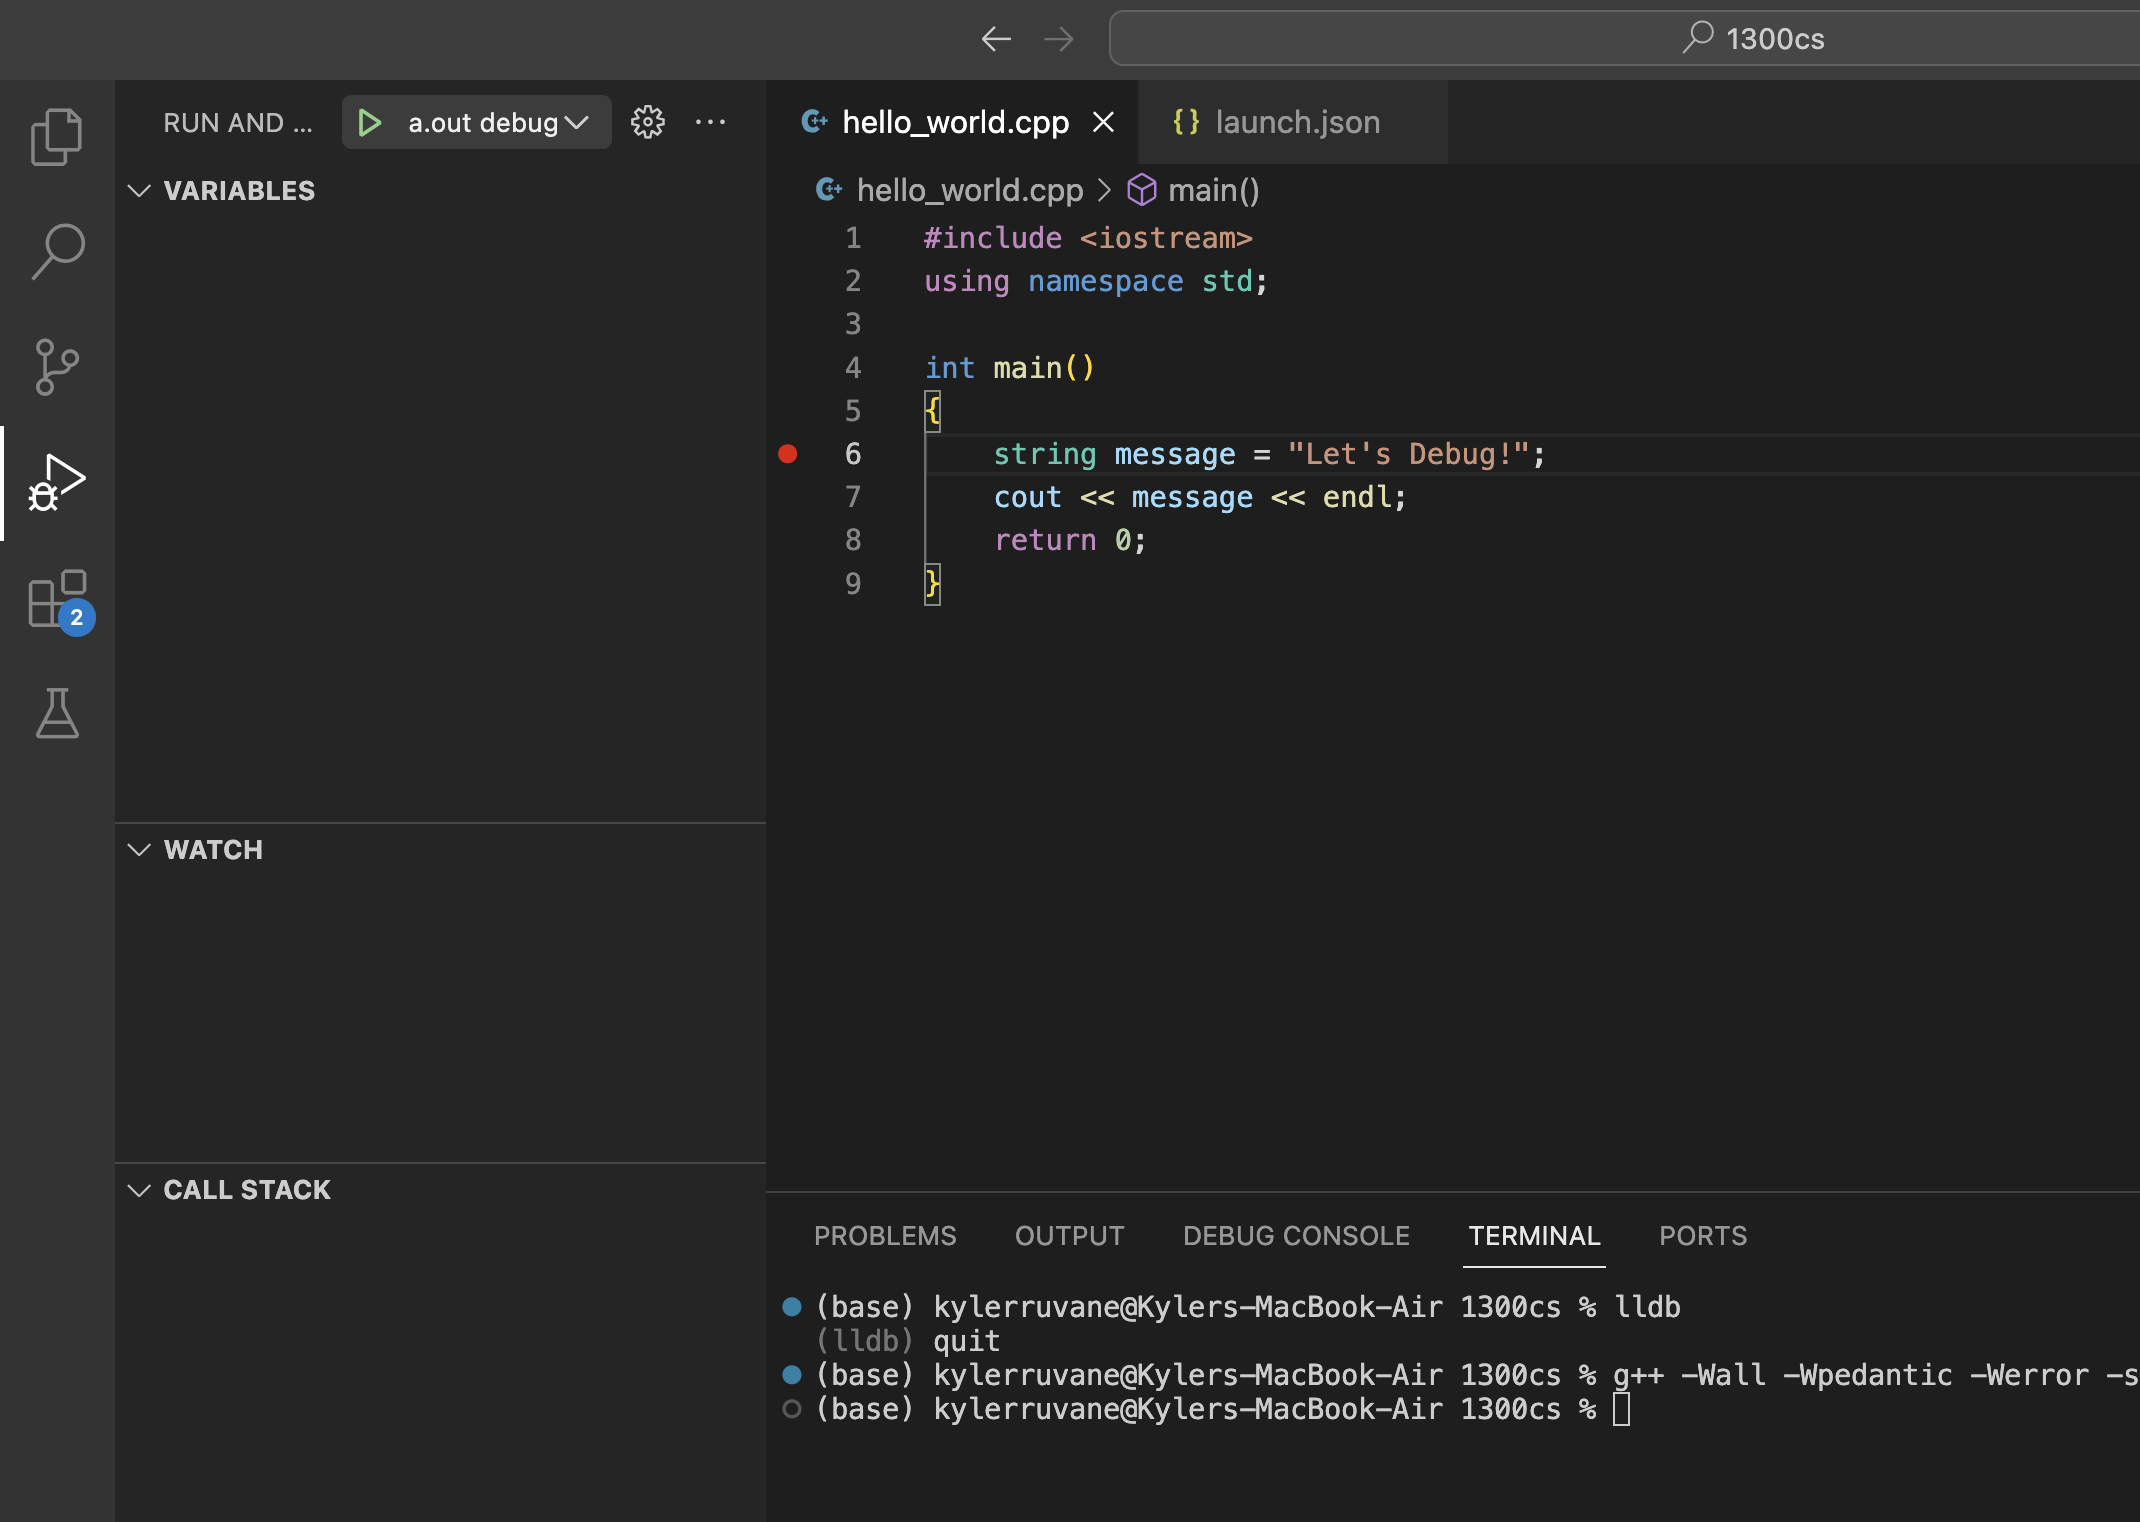 1300cs
RUN AND ...
a.out debug
hello_world.cpp
{} launch.json
VARIABLES
hello_world.cpp > main()
1 #include <iostream>
2 using namespace std;
3
4 int main()
5 {
6 string message = "Let's Debug!";
7 cout << message << endl;
8 return 0;
9 }
2
WATCH
CALL STACK
PROBLEMS OUTPUT DEBUG CONSOLE TERMINAL PORTS
(base) kylerruvane@Kylers-MacBook-Air 1300cs % lldb
(lldb) quit
(base) kylerruvane@Kylers-MacBook-Air 1300cs % g++ -Wall -Wpedantic -Werror -s
(base) kylerruvane@Kylers-MacBook-Air 1300cs %